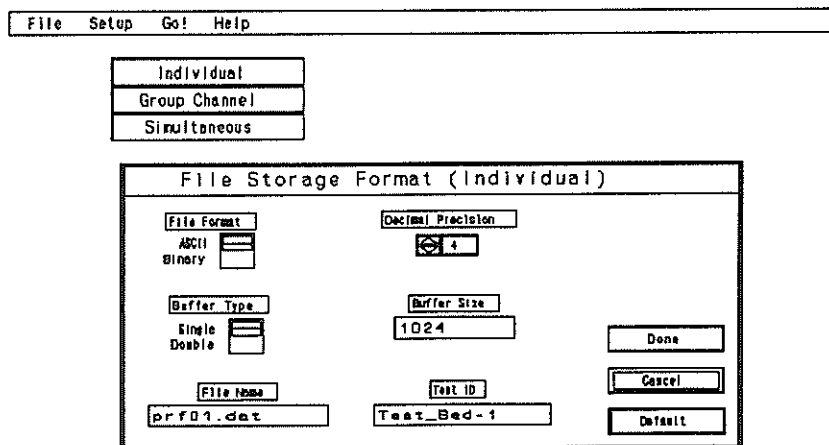 File Setup Go! Help
Individual
Group Channel
Simultaneous
File Storage Format (Individual)
File Format
ASCII
Binary
Decimal Precision
4
Buffer Type
Single
Double
Buffer Size
1024
Done
File Name
prf01.dat
Test ID
Test_Bed-1
Cancel
Default